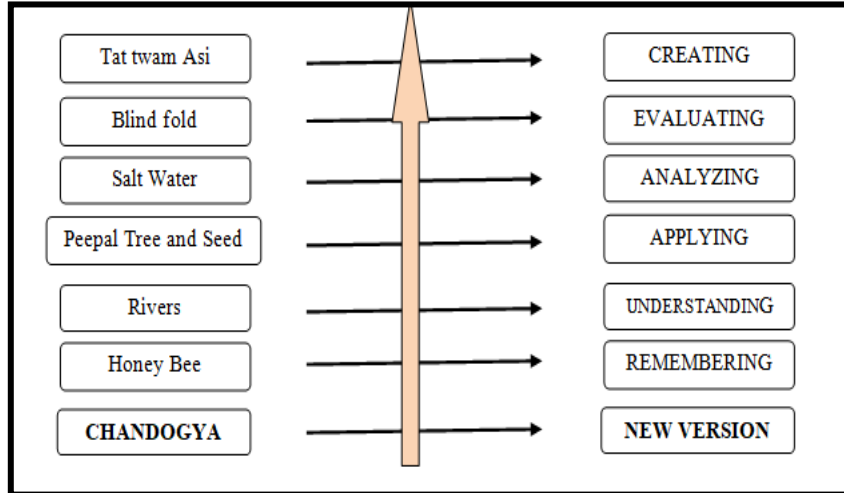 Tat twam Asi
CREATING
Blind fold
EVALUATING
Salt Water
ANALYZING
Peepal Tree and Seed
APPLYING
Rivers
UNDERSTANDING
Honey Bee
REMEMBERING
CHANDOGYA
NEW VERSION